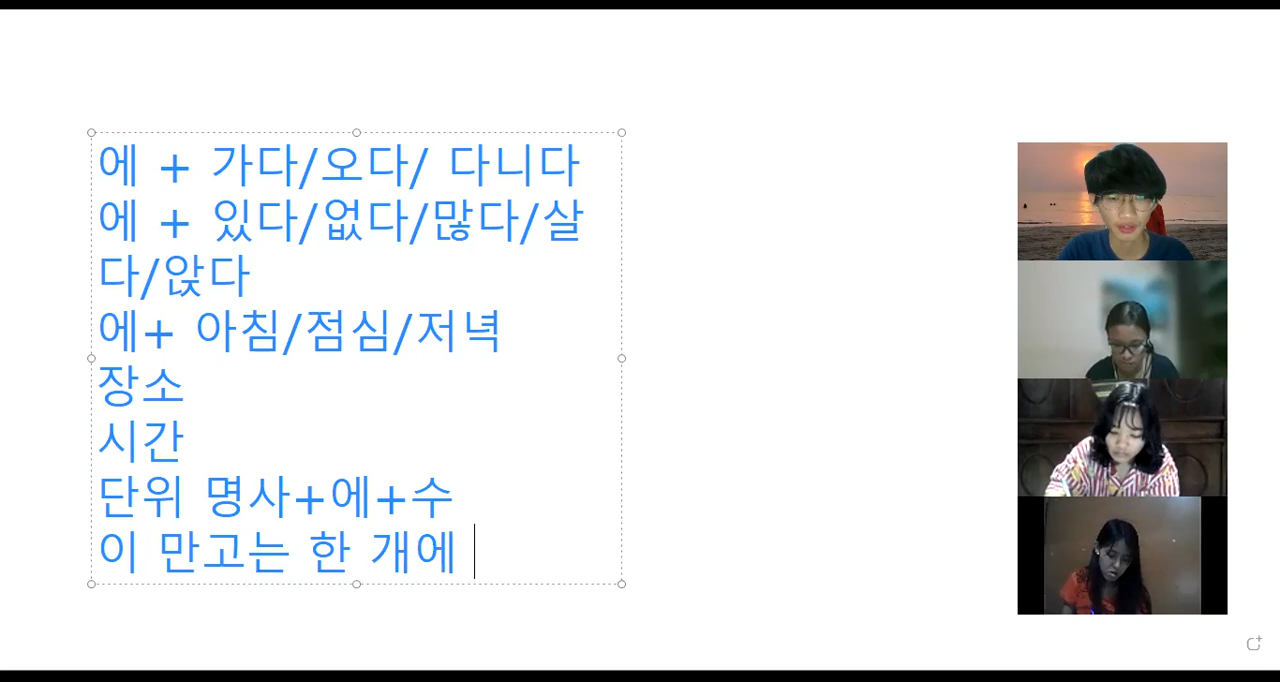 에 + 가다/오다/ 다니다
에 + 있다/없다/많다/살
다/앉다
에+ 아침/점심/저녁
장소
시간
단위 명사+에+수
이 만고는 한 개에